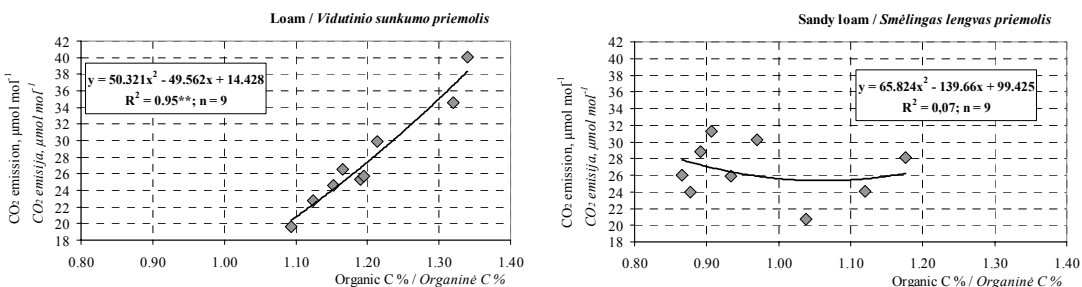 Loam / Vidutinio sunkumo priemolis
CO₂ emission, µmol mol⁻¹
CO₂ emisija, µmol mol⁻¹
42
40
38
36
34
32
30
28
26
24
22
20
18
y = 50.321x² - 49.562x + 14.428
R² = 0.95**; n = 9
0.80 0.90 1.00 1.10 1.20 1.30 1.40
Organic C % / Organinė C %
Sandy loam / Smėlingas lengvas priemolis
CO₂ emission, µmol mol⁻¹
CO₂ emisija, µmol mol⁻¹
42
40
38
36
34
32
30
28
26
24
22
20
18
y = 65.824x² - 139.66x + 99.425
R² = 0,07; n = 9
0.80 0.90 1.00 1.10 1.20 1.30 1.40
Organic C % / Organinė C %